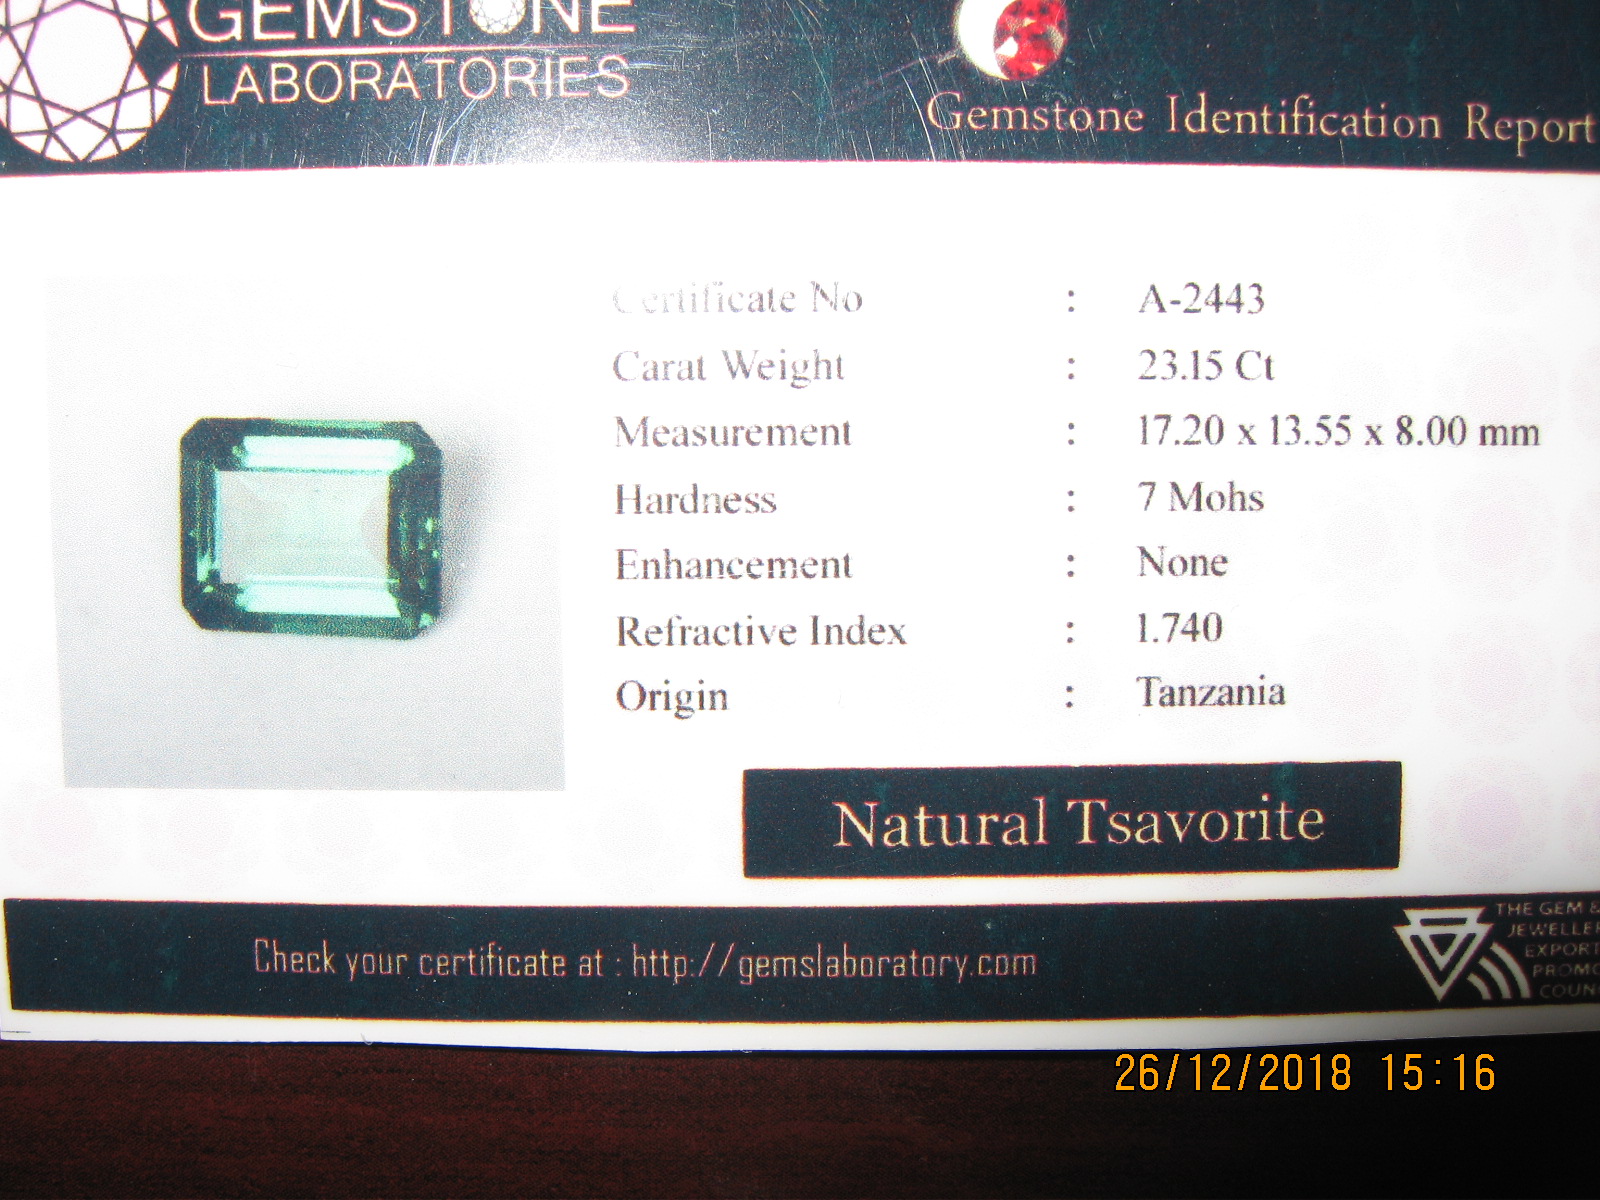 GEMSTONE
LABORATORIES
Gemstone Identification Report
Certificate No : A-2443
Carat Weight : 23.15 Ct
Measurement : 17.20 x 13.55 x 8.00 mm
Hardness : 7 Mohs
Enhancement : None
Refractive Index : 1.740
Origin : Tanzania
Natural Tsavorite
Check your certificate at : http://gemslaboratory.com
THE GEM &
JEWELLER
EXPORT
PROMO
COUN
26/12/2018 15:16